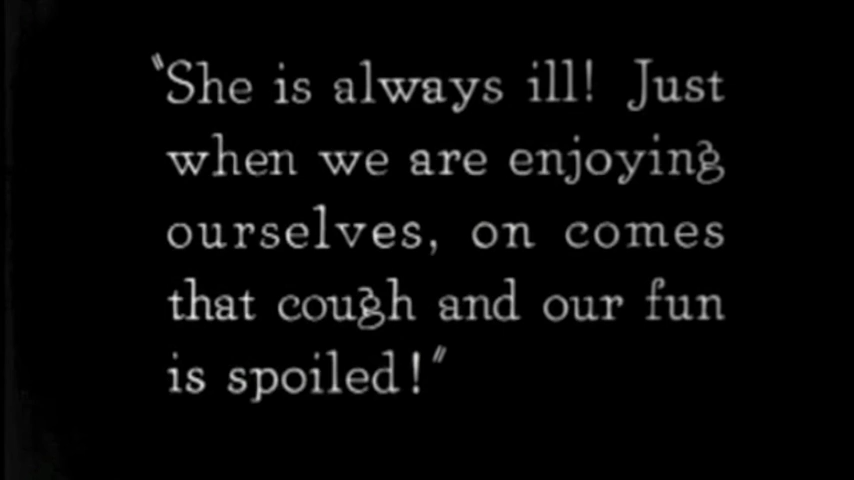 "She is always ill! Just
when we are enjoying
ourselves, on comes
that cough and our fun
is spoiled!"